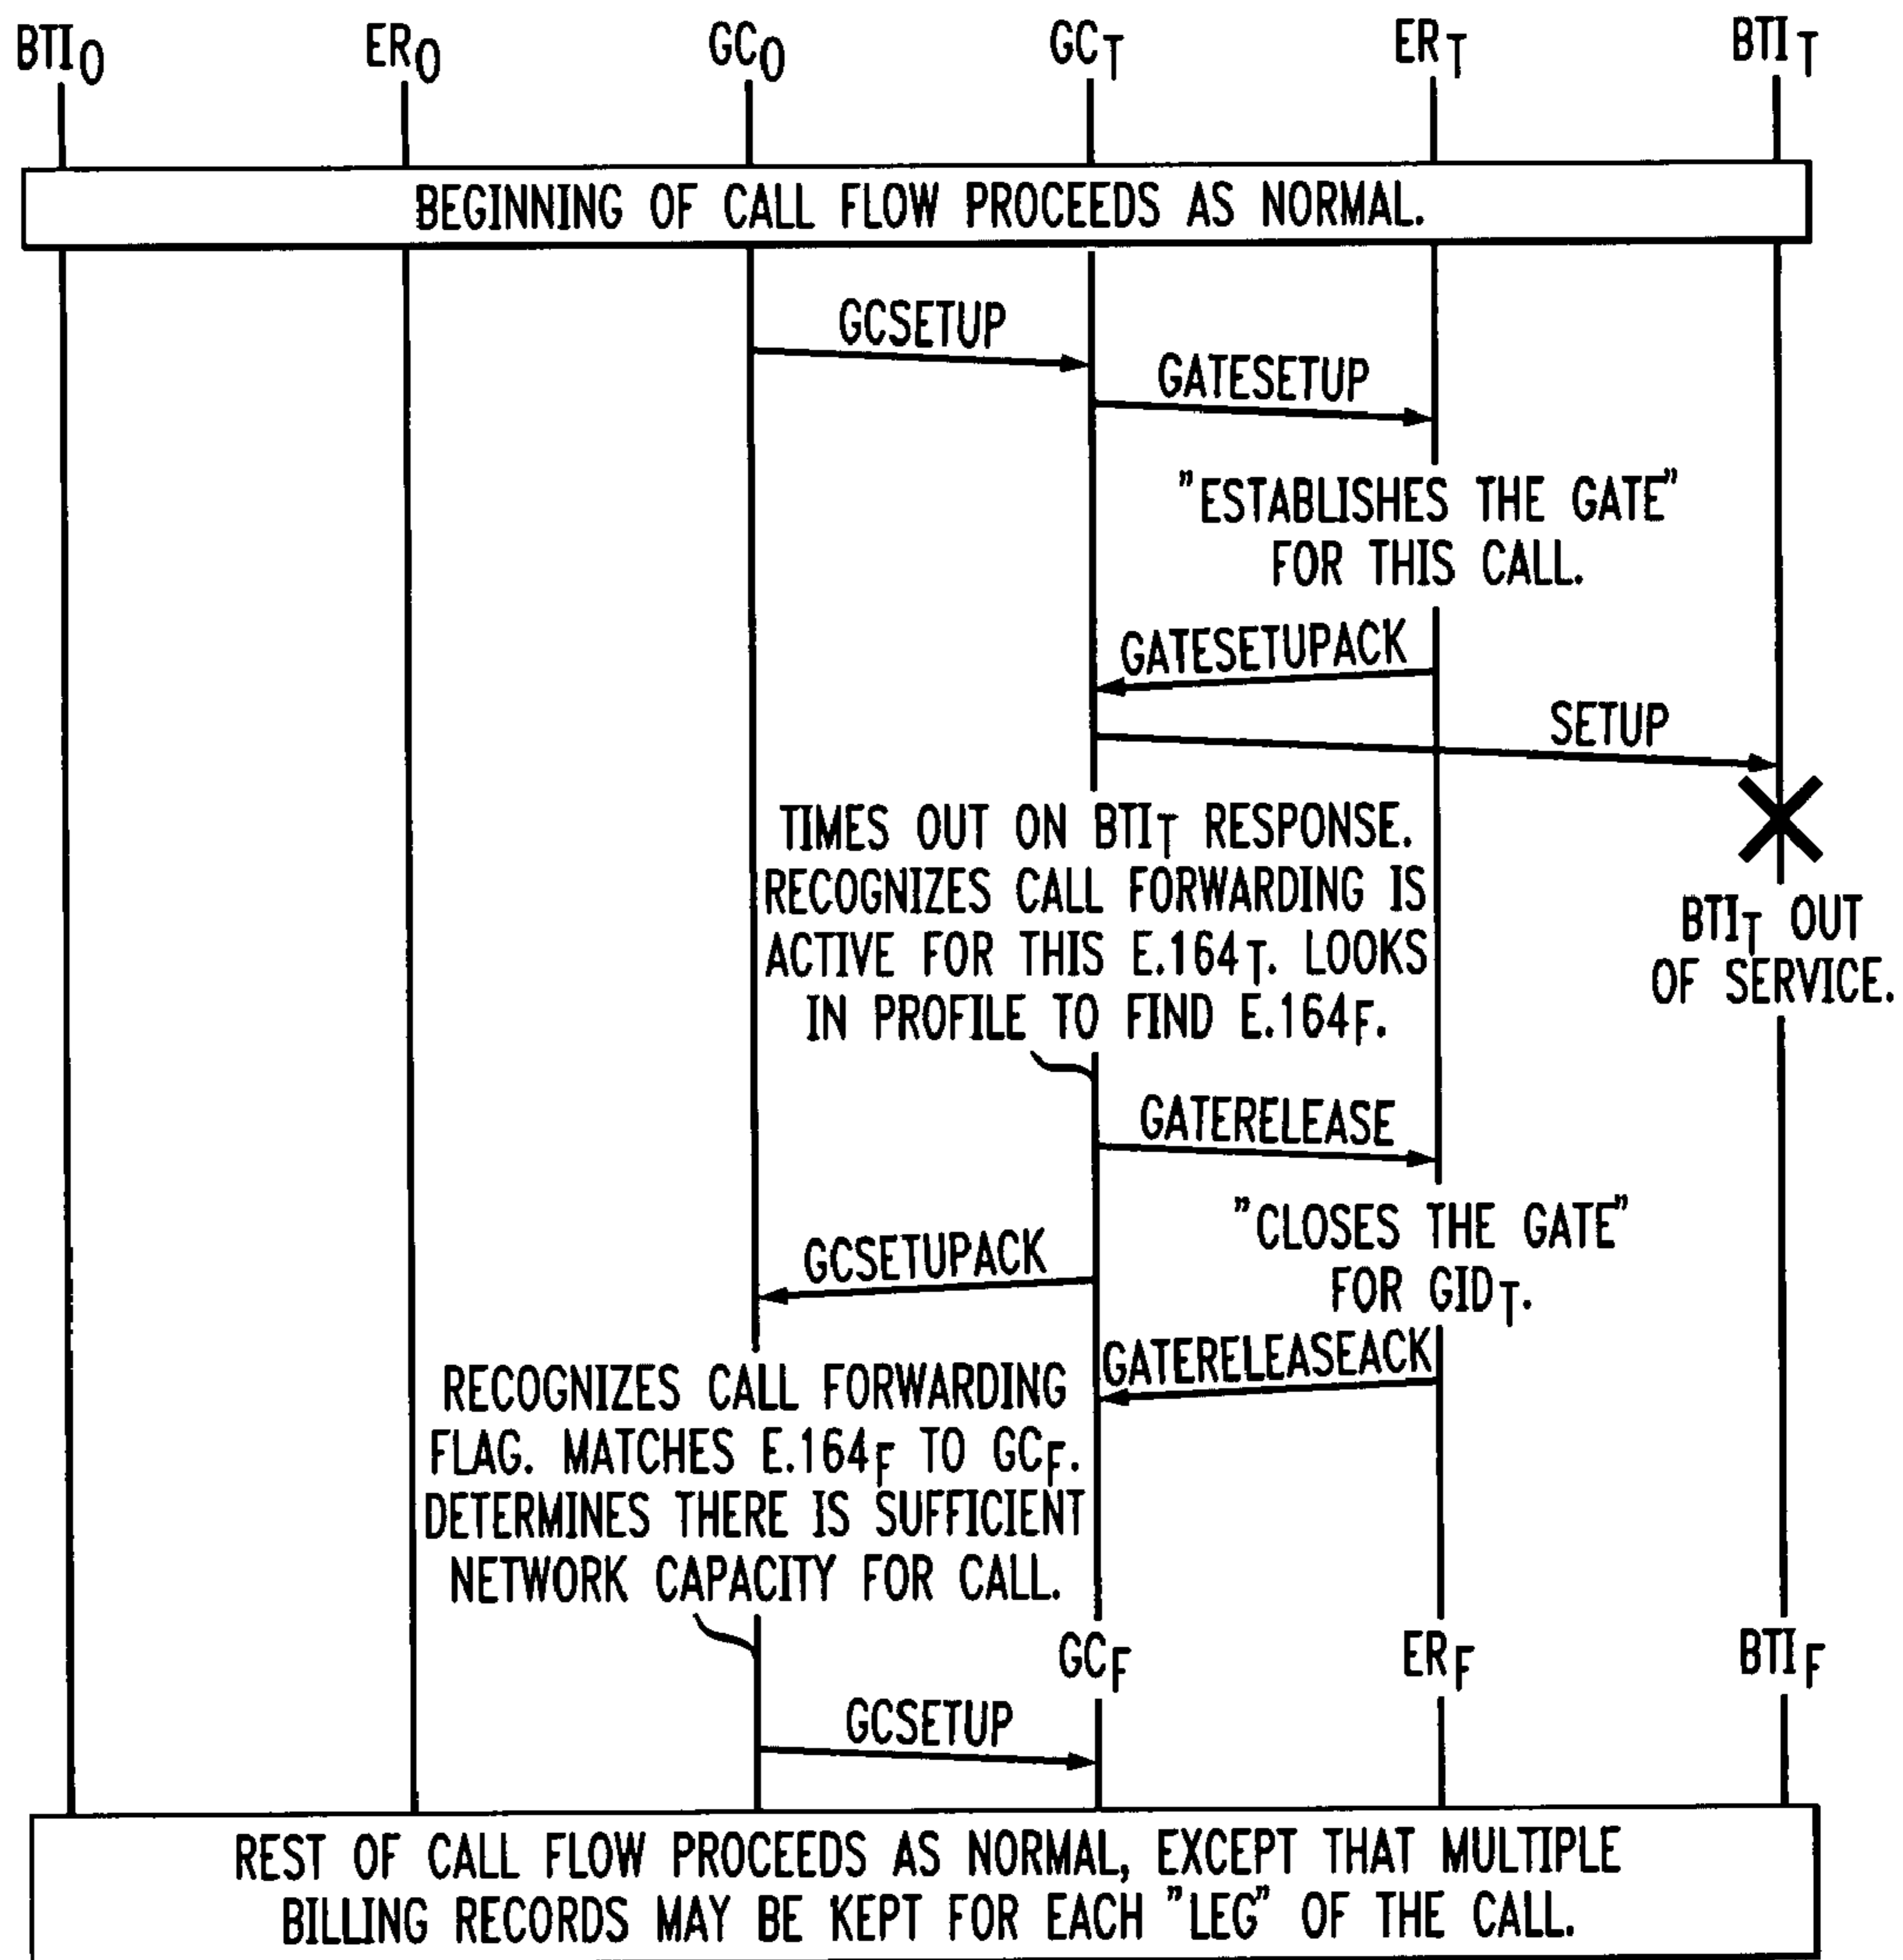 BTIO ERO GCO GCT ERT BTIT
BEGINNING OF CALL FLOW PROCEEDS AS NORMAL.
GCSETUP
GATESETUP
"ESTABLISHES THE GATE"
FOR THIS CALL.
GATESETUPACK
SETUP
TIMES OUT ON BTIT RESPONSE.
RECOGNIZES CALL FORWARDING IS
ACTIVE FOR THIS E.164T. LOOKS
IN PROFILE TO FIND E.164F.
BTIT OUT
OF SERVICE.
GATERELEASE
"CLOSES THE GATE"
FOR GIDT.
GCSETUPACK
GATERELEASEACK
RECOGNIZES CALL FORWARDING
FLAG. MATCHES E.164F TO GCF.
DETERMINES THERE IS SUFFICIENT
NETWORK CAPACITY FOR CALL.
GCF ERF BTIF
GCSETUP
REST OF CALL FLOW PROCEEDS AS NORMAL, EXCEPT THAT MULTIPLE
BILLING RECORDS MAY BE KEPT FOR EACH "LEG" OF THE CALL.